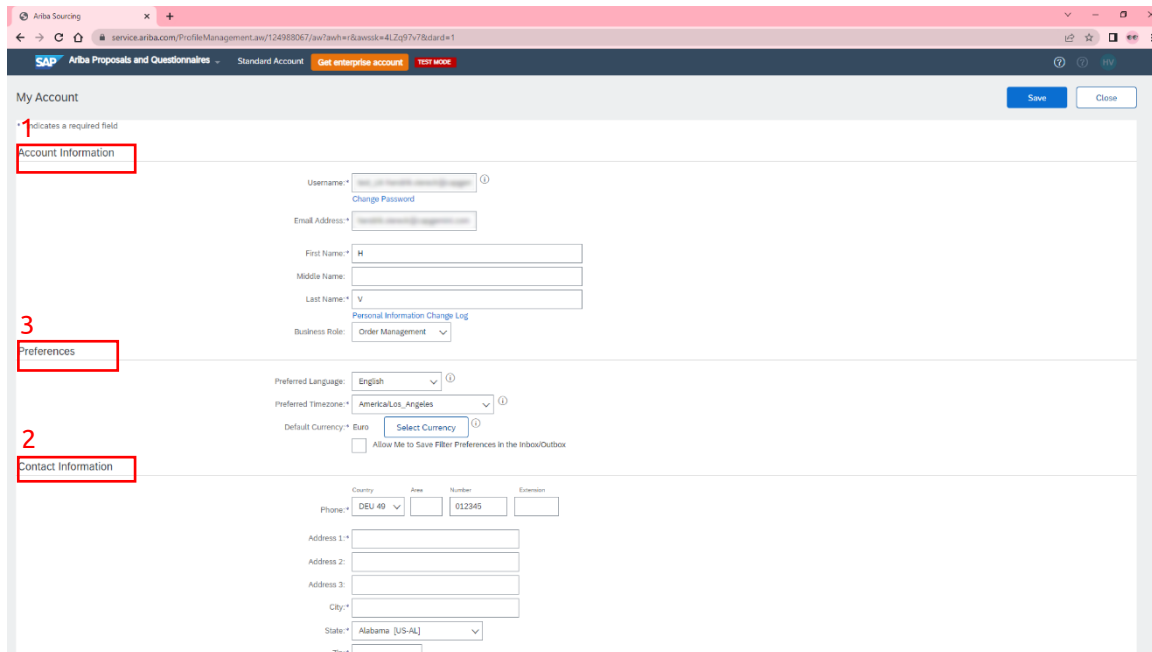 Ariba Sourcing
service.ariba.com/ProfileManagement.aw/124988067/aw?awh=r&awssk=4LZq97v7&dard=1
SAP Ariba Proposals and Questionnaires Standard Account Get enterprise account TEST MODE HV
My Account Save Close
1
* Indicates a required field
Account Information
Username:*
Change Password
Email Address:*
First Name:* H
Middle Name:
Last Name:* V
Personal Information Change Log
Business Role: Order Management
3
Preferences
Preferred Language: English
Preferred Timezone:* America/Los_Angeles
Default Currency:* Euro Select Currency
Allow Me to Save Filter Preferences in the Inbox/Outbox
2
Contact Information
Country Area Number Extension
Phone:* DEU 49 012345
Address 1:*
Address 2:
Address 3:
City:*
State:* Alabama [US-AL]